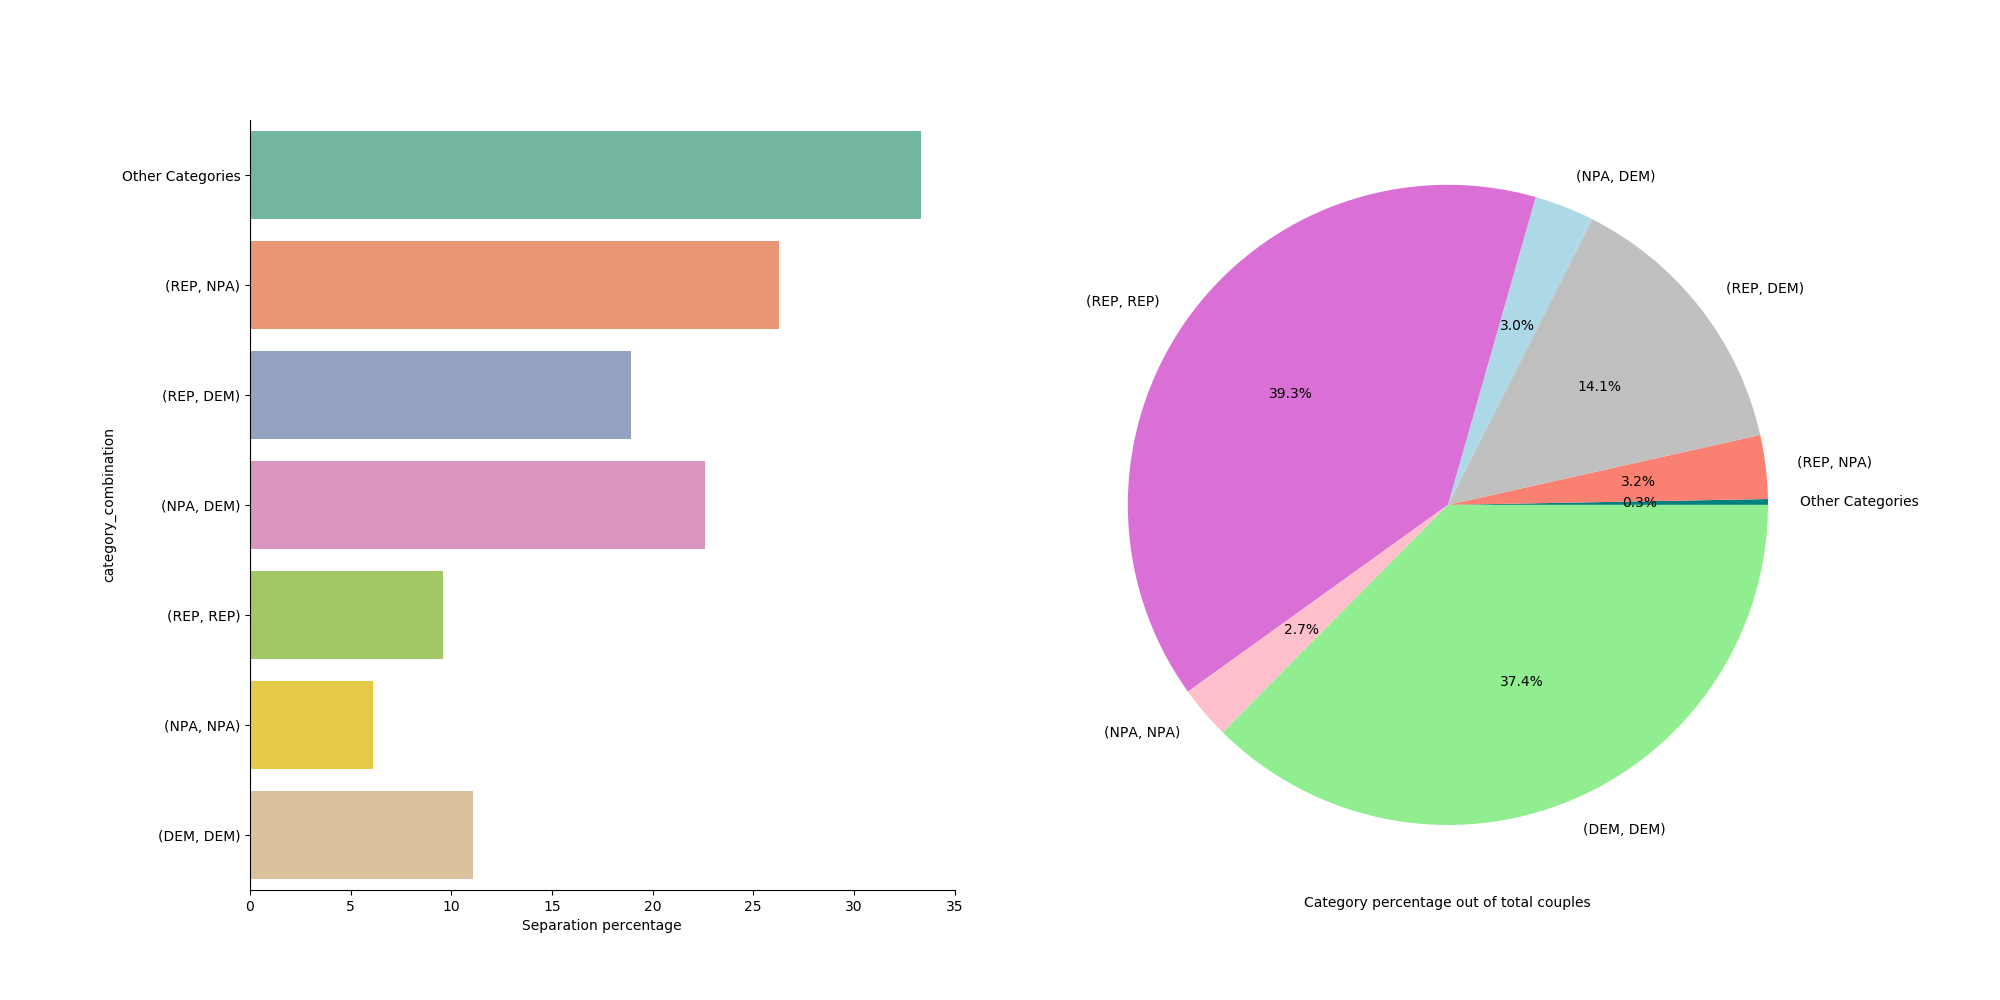 category_combination
Other Categories
(REP, NPA)
(REP, DEM)
(NPA, DEM)
(REP, REP)
(NPA, NPA)
(DEM, DEM)
0 5 10 15 20 25 30 35
Separation percentage
(NPA, DEM)
(REP, DEM)
(REP, REP)
3.0%
14.1%
39.3%
(REP, NPA)
3.2%
0.3%
Other Categories
2.7%
37.4%
(NPA, NPA)
(DEM, DEM)
Category percentage out of total couples